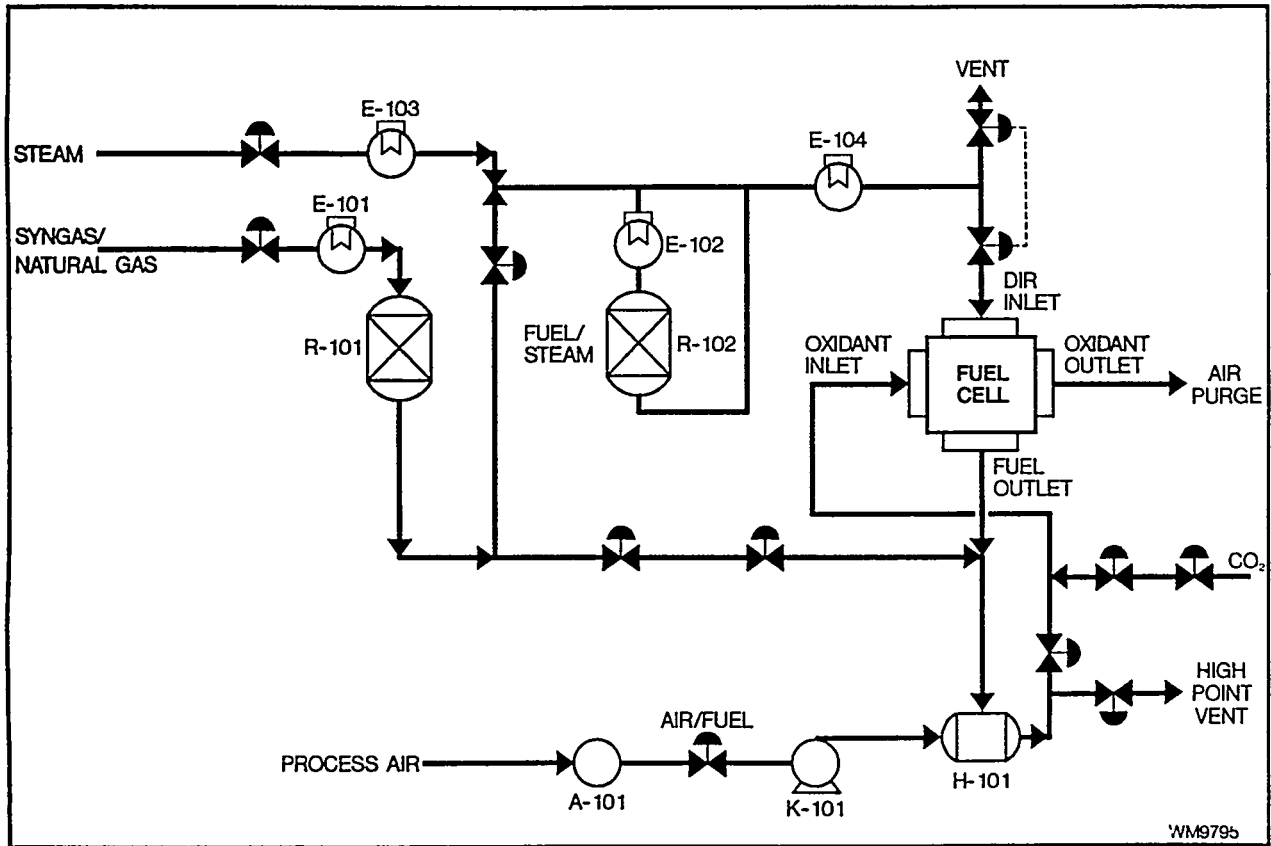 VENT
E-103
E-104
STEAM
E-101
SYNGAS/
NATURAL GAS
E-102
DIR
INLET
R-101
FUEL/
STEAM
R-102
OXIDANT
INLET
OXIDANT
OUTLET
FUEL
CELL
AIR
PURGE
FUEL
OUTLET
CO₂
HIGH
POINT
VENT
AIR/FUEL
PROCESS AIR
A-101
K-101
H-101
WM9795